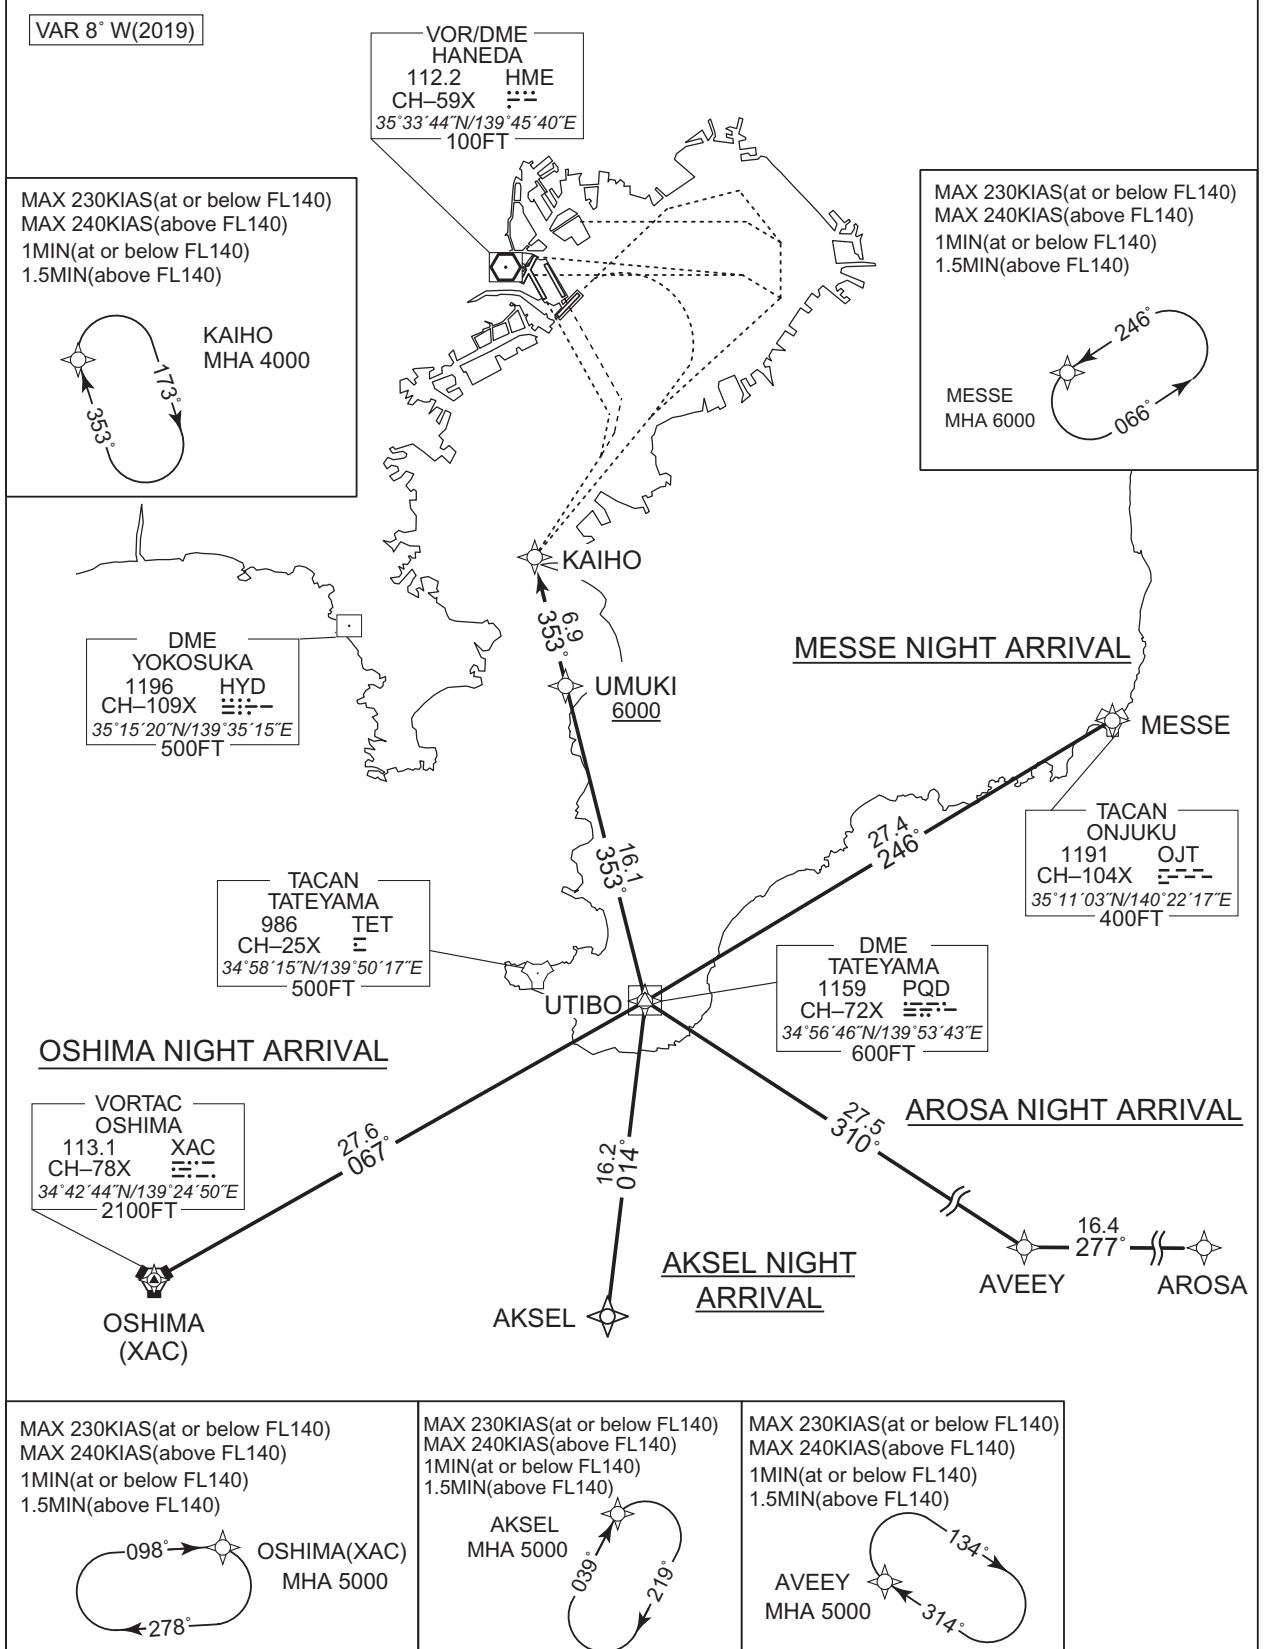 VAR 8˚ W(2019)
VOR/DME
HANEDA
112.2 HME
CH–59X
35˚33´44˝N/139˚45´40˝E
100FT
MAX 230KIAS(at or below FL140)
MAX 240KIAS(above FL140)
1MIN(at or below FL140)
1.5MIN(above FL140)
KAIHO
MHA 4000
173˚
353˚
MAX 230KIAS(at or below FL140)
MAX 240KIAS(above FL140)
1MIN(at or below FL140)
1.5MIN(above FL140)
246˚
MESSE
MHA 6000
066˚
KAIHO
6.9
353˚
DME
YOKOSUKA
1196 HYD
CH–109X
35˚15´20˝N/139˚35´15˝E
500FT
MESSE NIGHT ARRIVAL
UMUKI
6000
MESSE
27.4
246˚
16.1
353˚
TACAN
ONJUKU
1191 OJT
CH–104X
35˚11´03˝N/140˚22´17˝E
400FT
TACAN
TATEYAMA
986 TET
CH–25X
34˚58´15˝N/139˚50´17˝E
500FT
UTIBO
DME
TATEYAMA
1159 PQD
CH–72X
34˚56´46˝N/139˚53´43˝E
600FT
OSHIMA NIGHT ARRIVAL
VORTAC
OSHIMA
113.1 XAC
CH–78X
34˚42´44˝N/139˚24´50˝E
2100FT
27.6
067˚
16.2
014˚
27.5
310˚
AROSA NIGHT ARRIVAL
16.4
277˚
AVEEY
AROSA
AKSEL NIGHT
ARRIVAL
AKSEL
OSHIMA
(XAC)
MAX 230KIAS(at or below FL140)
MAX 240KIAS(above FL140)
1MIN(at or below FL140)
1.5MIN(above FL140)
098˚
OSHIMA(XAC)
MHA 5000
278˚
MAX 230KIAS(at or below FL140)
MAX 240KIAS(above FL140)
1MIN(at or below FL140)
1.5MIN(above FL140)
AKSEL
MHA 5000
039˚
219˚
MAX 230KIAS(at or below FL140)
MAX 240KIAS(above FL140)
1MIN(at or below FL140)
1.5MIN(above FL140)
134˚
AVEEY
MHA 5000
314˚